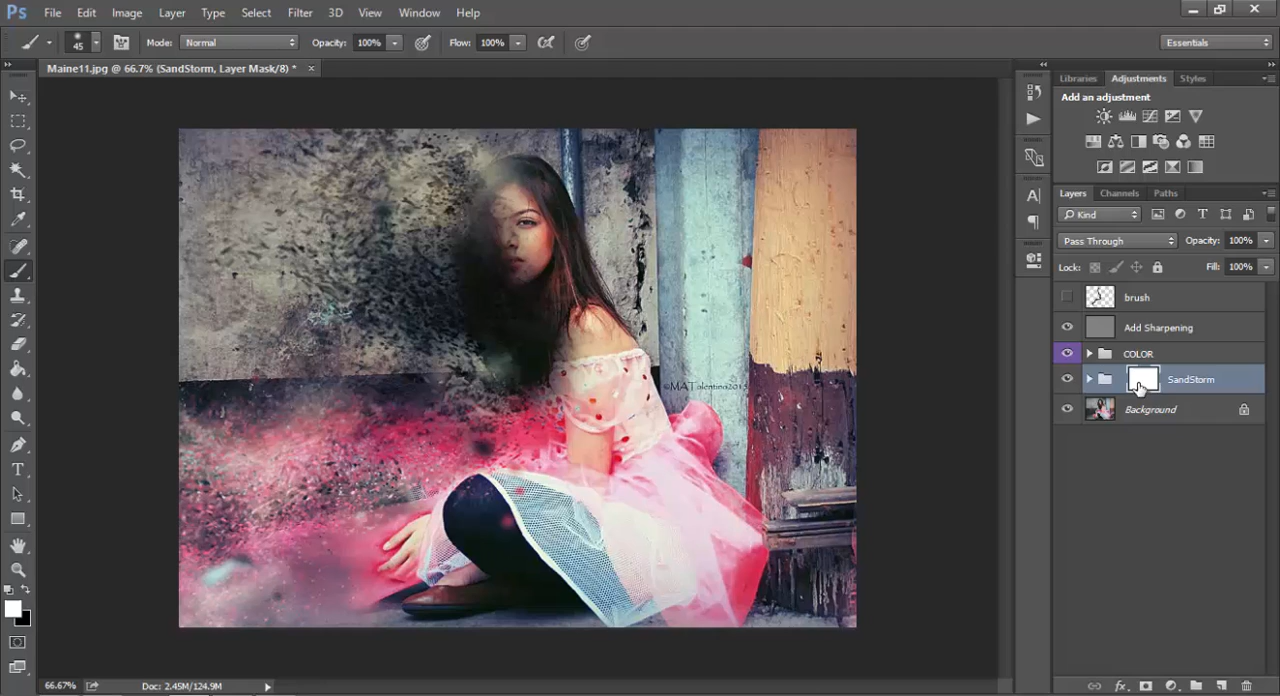 Ps File Edit Image Layer Type Select Filter 3D View Window Help
45 Mode: Normal Opacity: 100% Flow: 100% Essentials
Maine11.jpg @ 66.7% (SandStorm, Layer Mask/8) *
Libraries Adjustments Styles
Add an adjustment
Layers Channels Paths
Kind
Pass Through Opacity: 100%
Lock: Fill: 100%
brush
Add Sharpening
COLOR
SandStorm
Background
66.67% Doc: 2.45M/124.9M